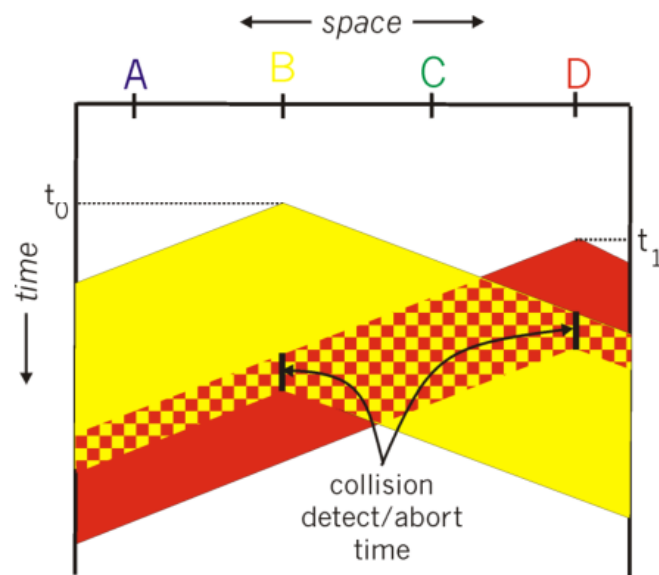 space
A B C D
t0
t1
time
collision
detect/abort
time